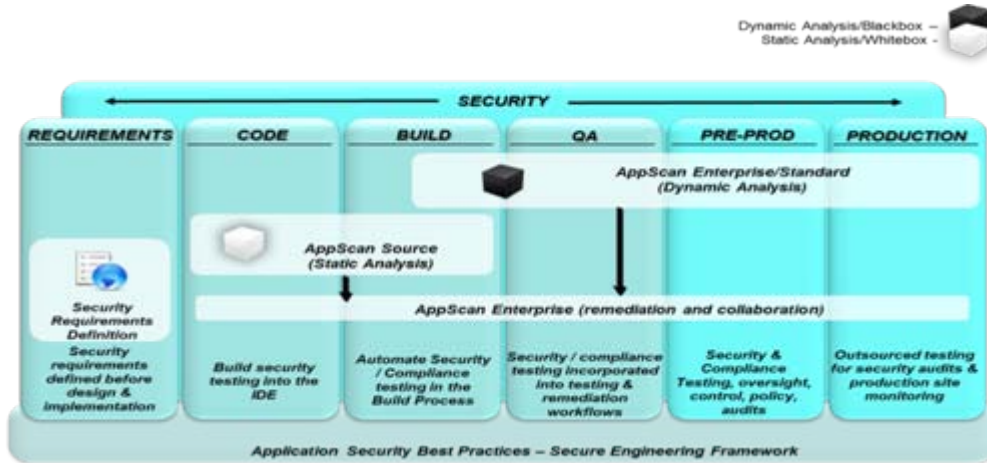 Dynamic Analysis/Blackbox –
Static Analysis/Whitebox -
SECURITY
REQUIREMENTS
CODE
BUILD
QA
PRE-PROD
PRODUCTION
AppScan Enterprise/Standard
(Dynamic Analysis)
AppScan Source
(Static Analysis)
Security
Requirements
Definition
AppScan Enterprise (remediation and collaboration)
Security
requirements
defined before
design &
implementation
Build security
testing into the
IDE
Automate Security
/ Compliance
testing in the
Build Process
Security / compliance
testing incorporated
into testing &
remediation
workflows
Security &
Compliance
Testing, oversight,
control, policy,
audits
Outsourced testing
for security audits &
production site
monitoring
Application Security Best Practices – Secure Engineering Framework